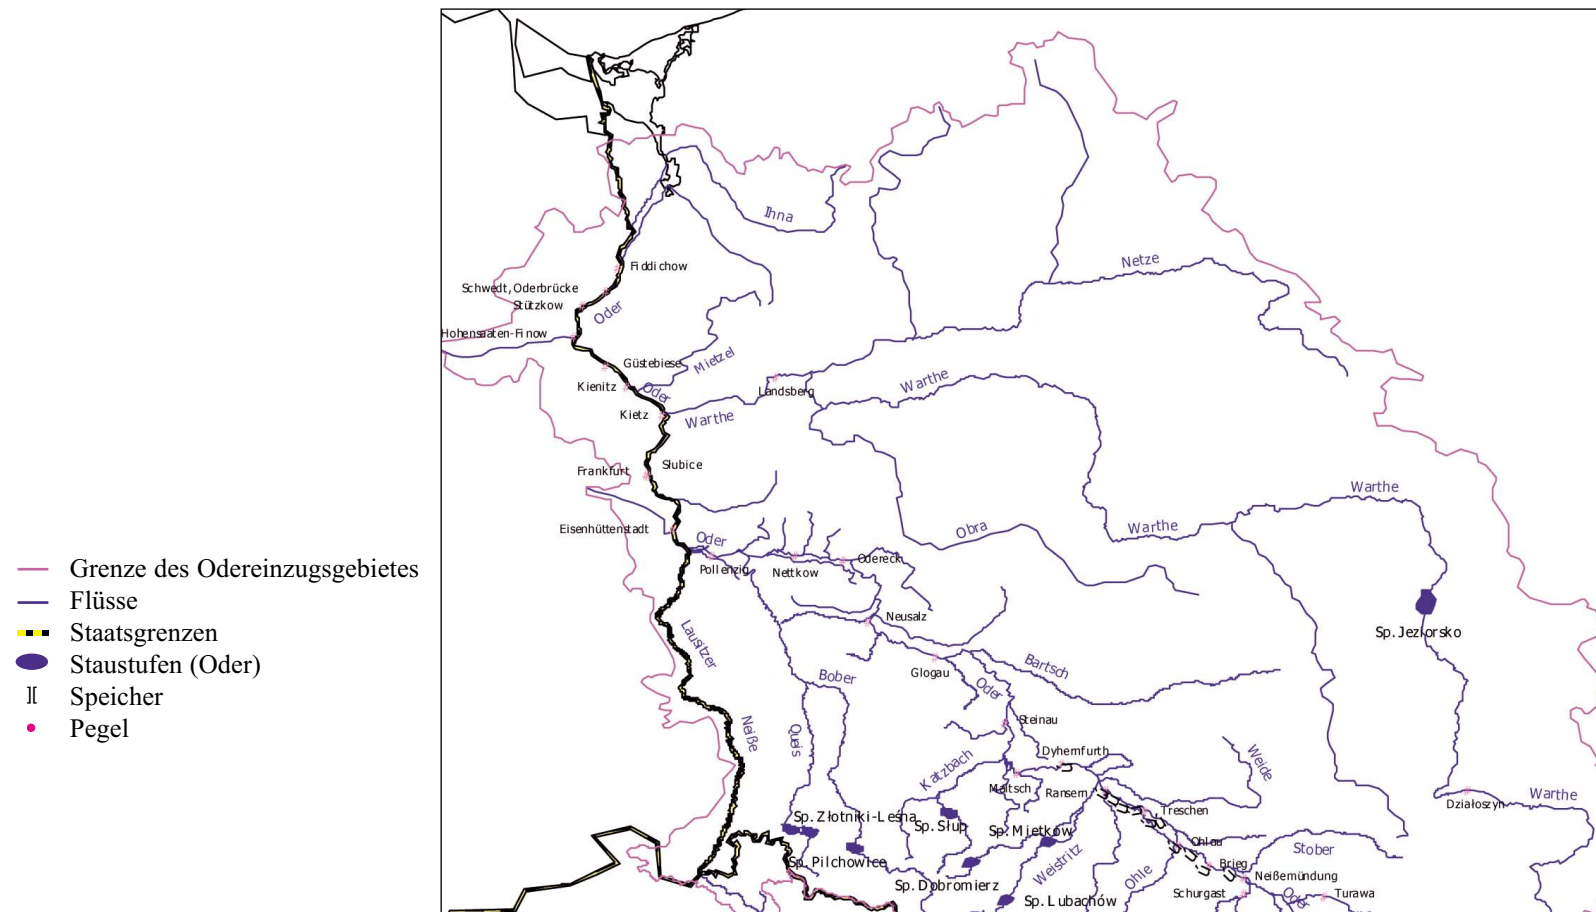 Grenze des Odereinzugsgebietes
Flüsse
Staatsgrenzen
Staustufen (Oder)
Speicher
Pegel
Ihna
Netze
Fiddichow
Schwedt, Oderbrücke
Stützkow
Oder
Hohensaaten-Finow
Güstebiese
Mietzel
Kienitz
Oder
Landsberg
Warthe
Kietz
Warthe
Frankfurt
Slubice
Warthe
Eisenhüttenstadt
Oder
Obra
Warthe
Pollenzig
Nettkow
Odereck
Neusalz
Sp. Jeziorsko
Lausitzer
Bober
Glogau
Oder
Bartsch
Neiße
Queis
Steinau
Dyhernfurth
Weide
Katzbach
Maltsch
Ransern
Treschen
Działoszyn
Warthe
Sp. Złotniki-Leśna
Sp. Słup
Sp. Mietków
Ohlau
Stober
Sp. Pilchowice
Weistritz
Ohle
Brieg
Neißemündung
Sp. Dobromierz
Schurgast
Oder
Turawa
Sp. Lubachów